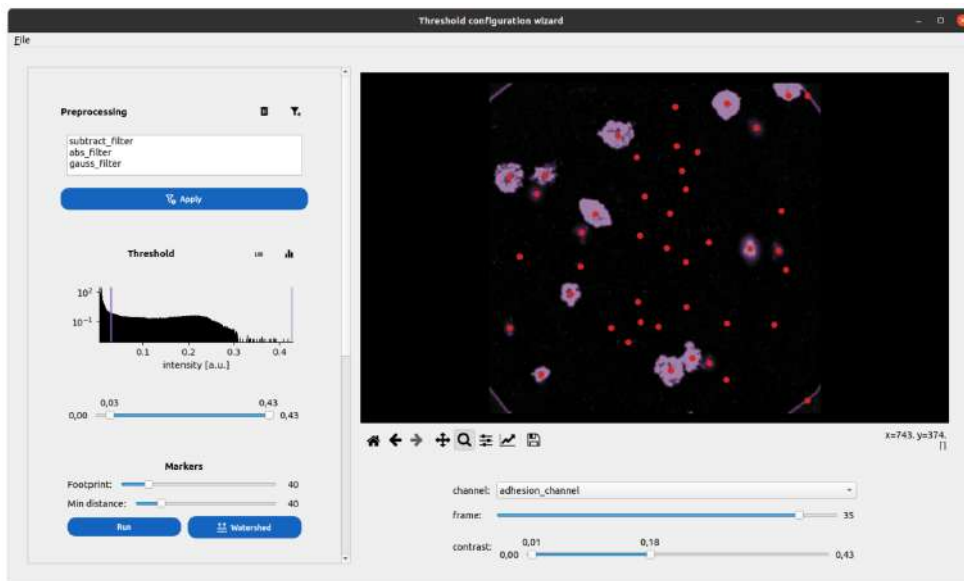 Threshold configuration wizard
File
Preprocessing
subtract_filter
abs_filter
gauss_filter
Apply
Threshold
10²
10⁻¹
0.1 0.2 0.3 0.4
intensity [a.u.]
0,03 0,43
0,00 0,43
Markers
Footprint: 40
Min distance: 40
Run Watershed
x=743. y=374.
[]
channel: adhesion_channel
frame: 35
contrast: 0,01 0,18
0,00 0,43